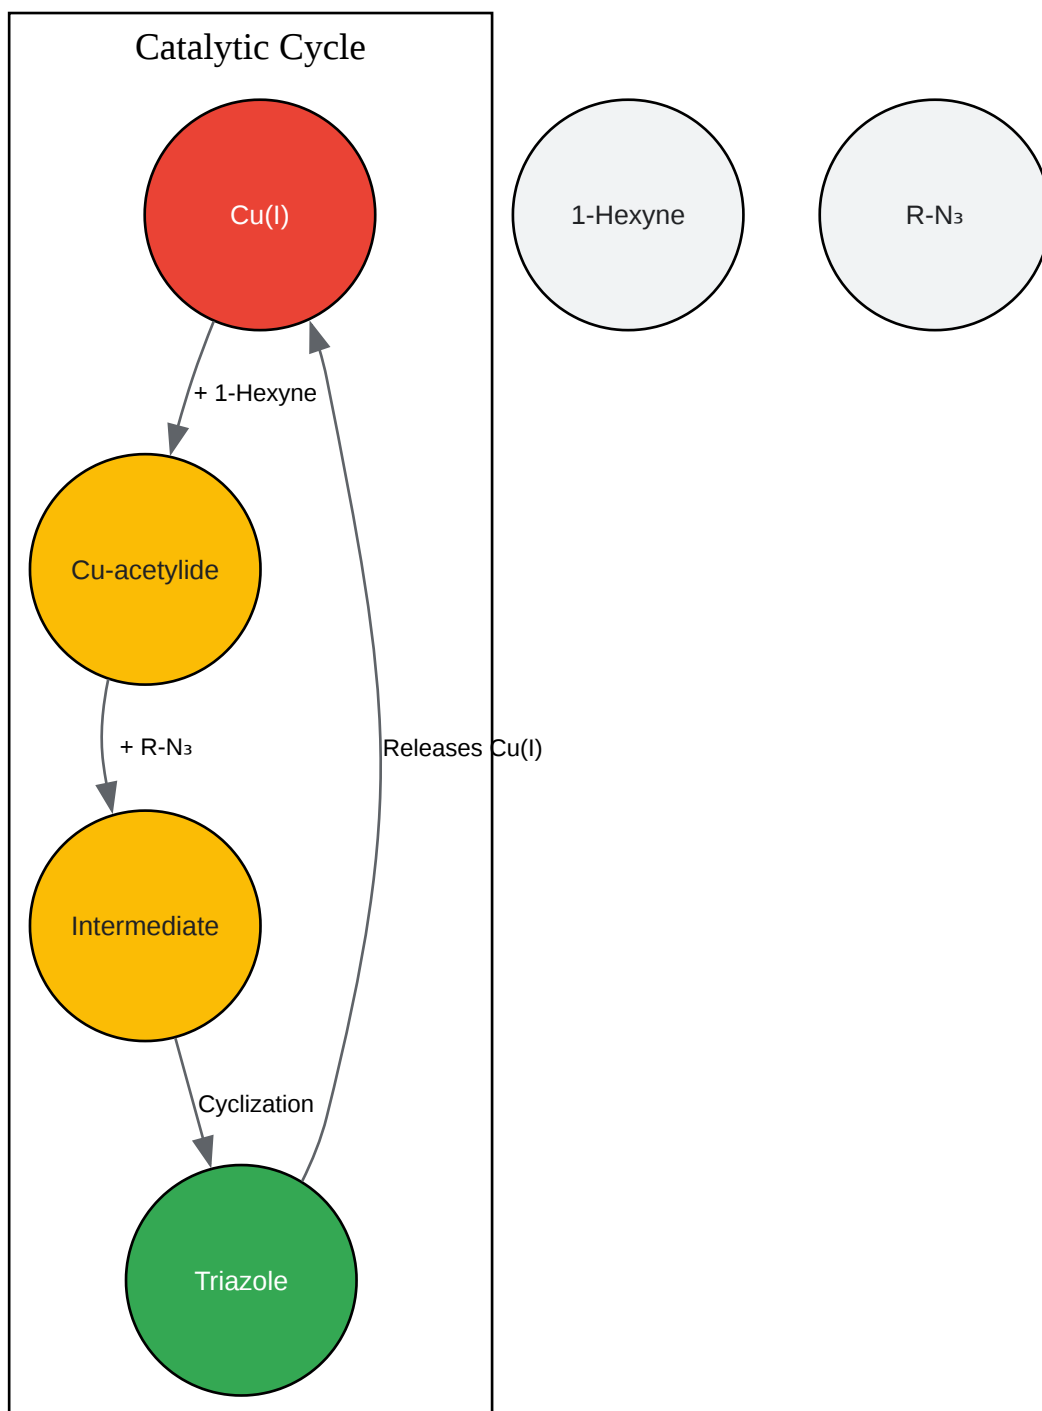 Catalytic Cycle
Cu(I)
1-Hexyne
R-N₃
+ 1-Hexyne
Cu-acetylide
+ R-N₃
Releases Cu(I)
Intermediate
Cyclization
Triazole